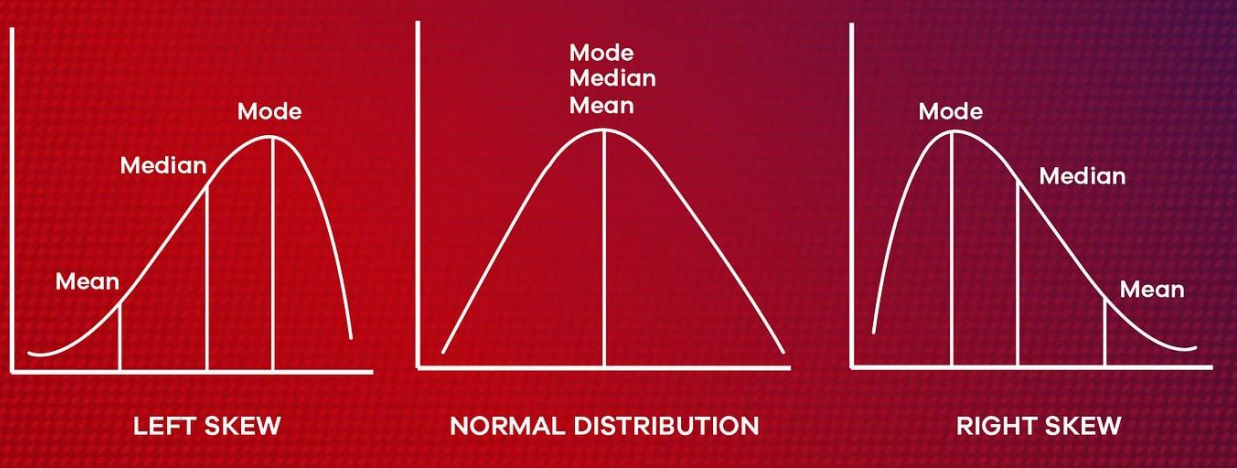 Mode
Median
Mean
LEFT SKEW
Mode
Median
Mean
NORMAL DISTRIBUTION
Mode
Median
Mean
RIGHT SKEW